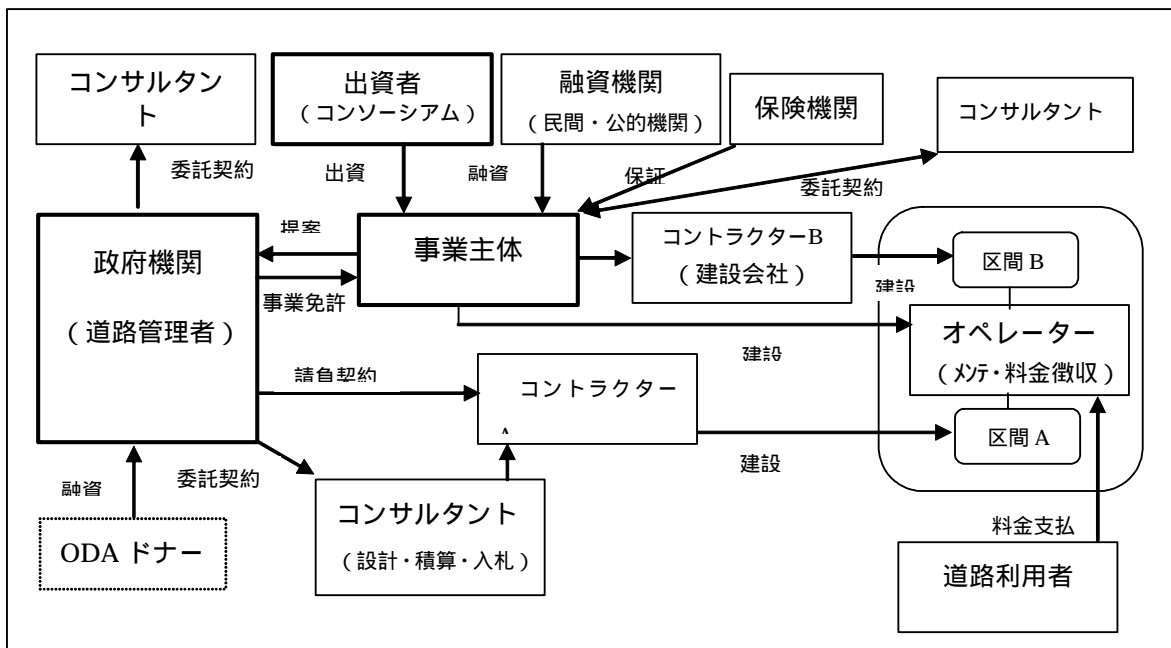 コンサルタン
ト
出資者
（コンソーシアム）
融資機関
（民間・公的機関）
保険機関
コンサルタント
委託契約
出資
融資
保証
委託契約
政府機関
（道路管理者）
提案
事業免許
事業主体
コントラクターB
（建設会社）
建設
区間 B
オペレーター
（ﾒﾝﾃ・料金徴収）
建設
請負契約
コントラクター
区間 A
建設
融資
委託契約
コンサルタント
（設計・積算・入札）
ODA ドナー
料金支払
道路利用者